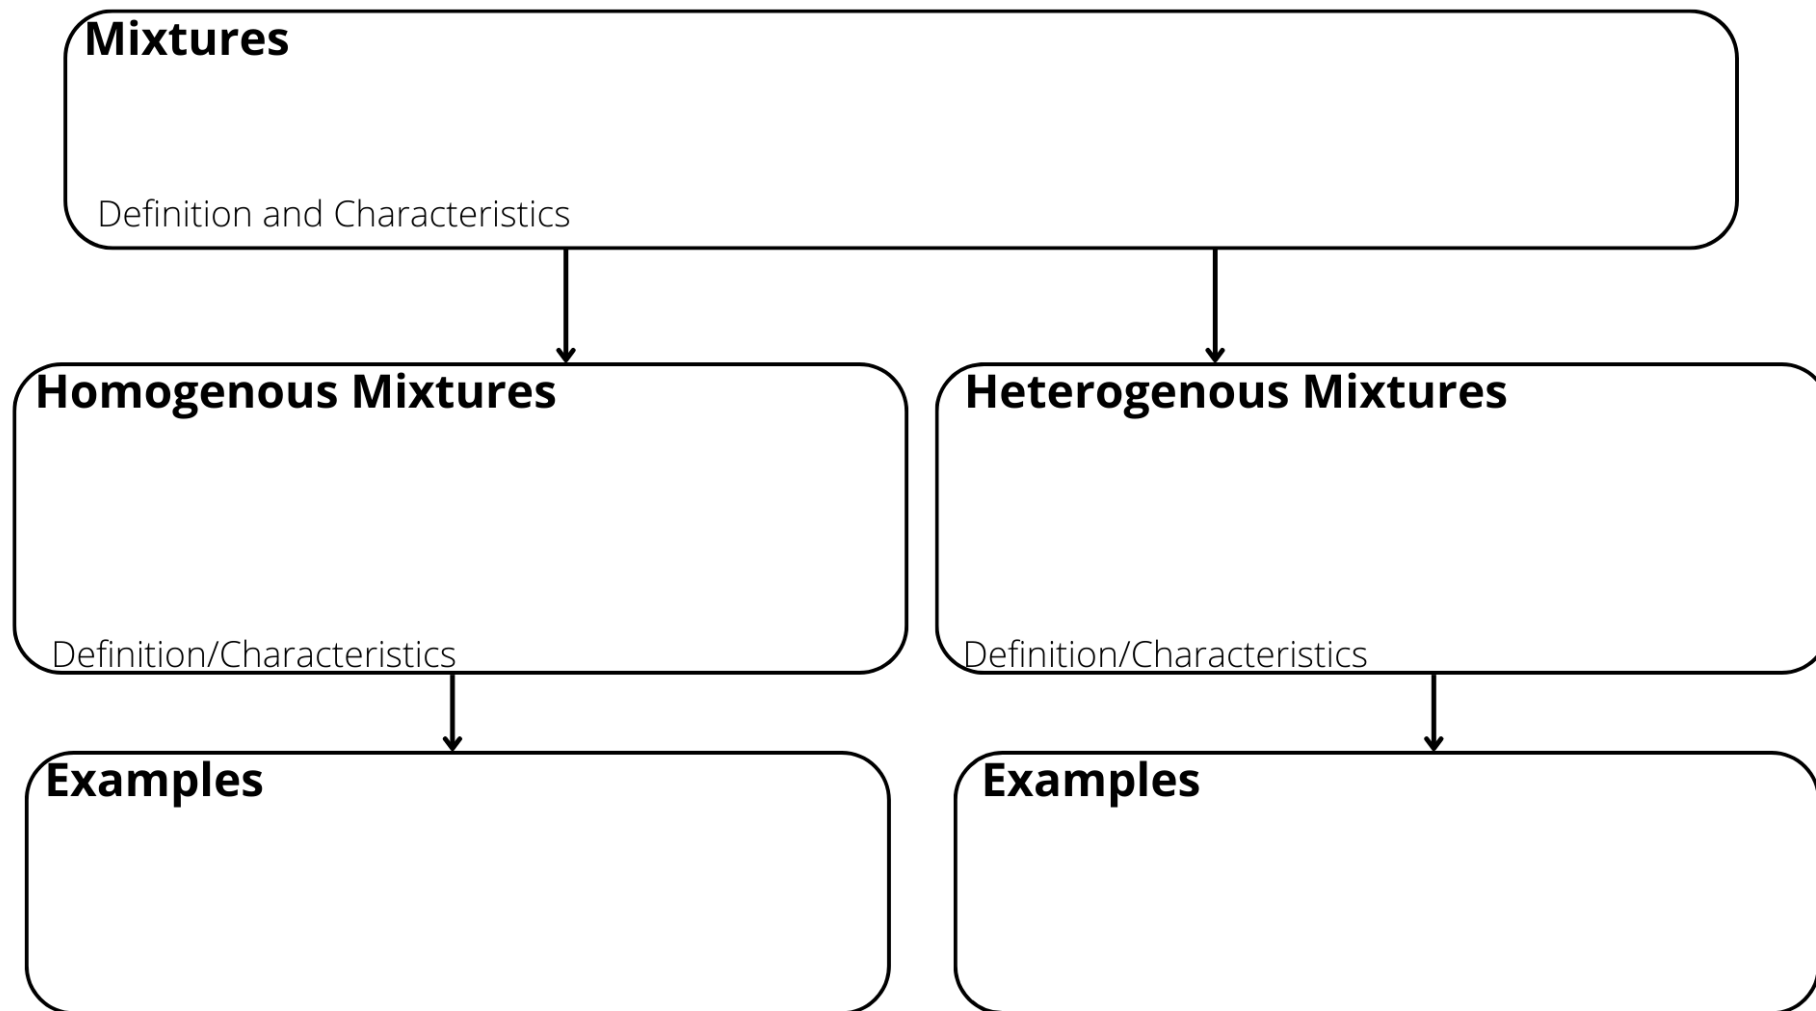 Mixtures
Definition and Characteristics
Homogenous Mixtures
Definition/Characteristics
Heterogenous Mixtures
Definition/Characteristics
Examples
Examples